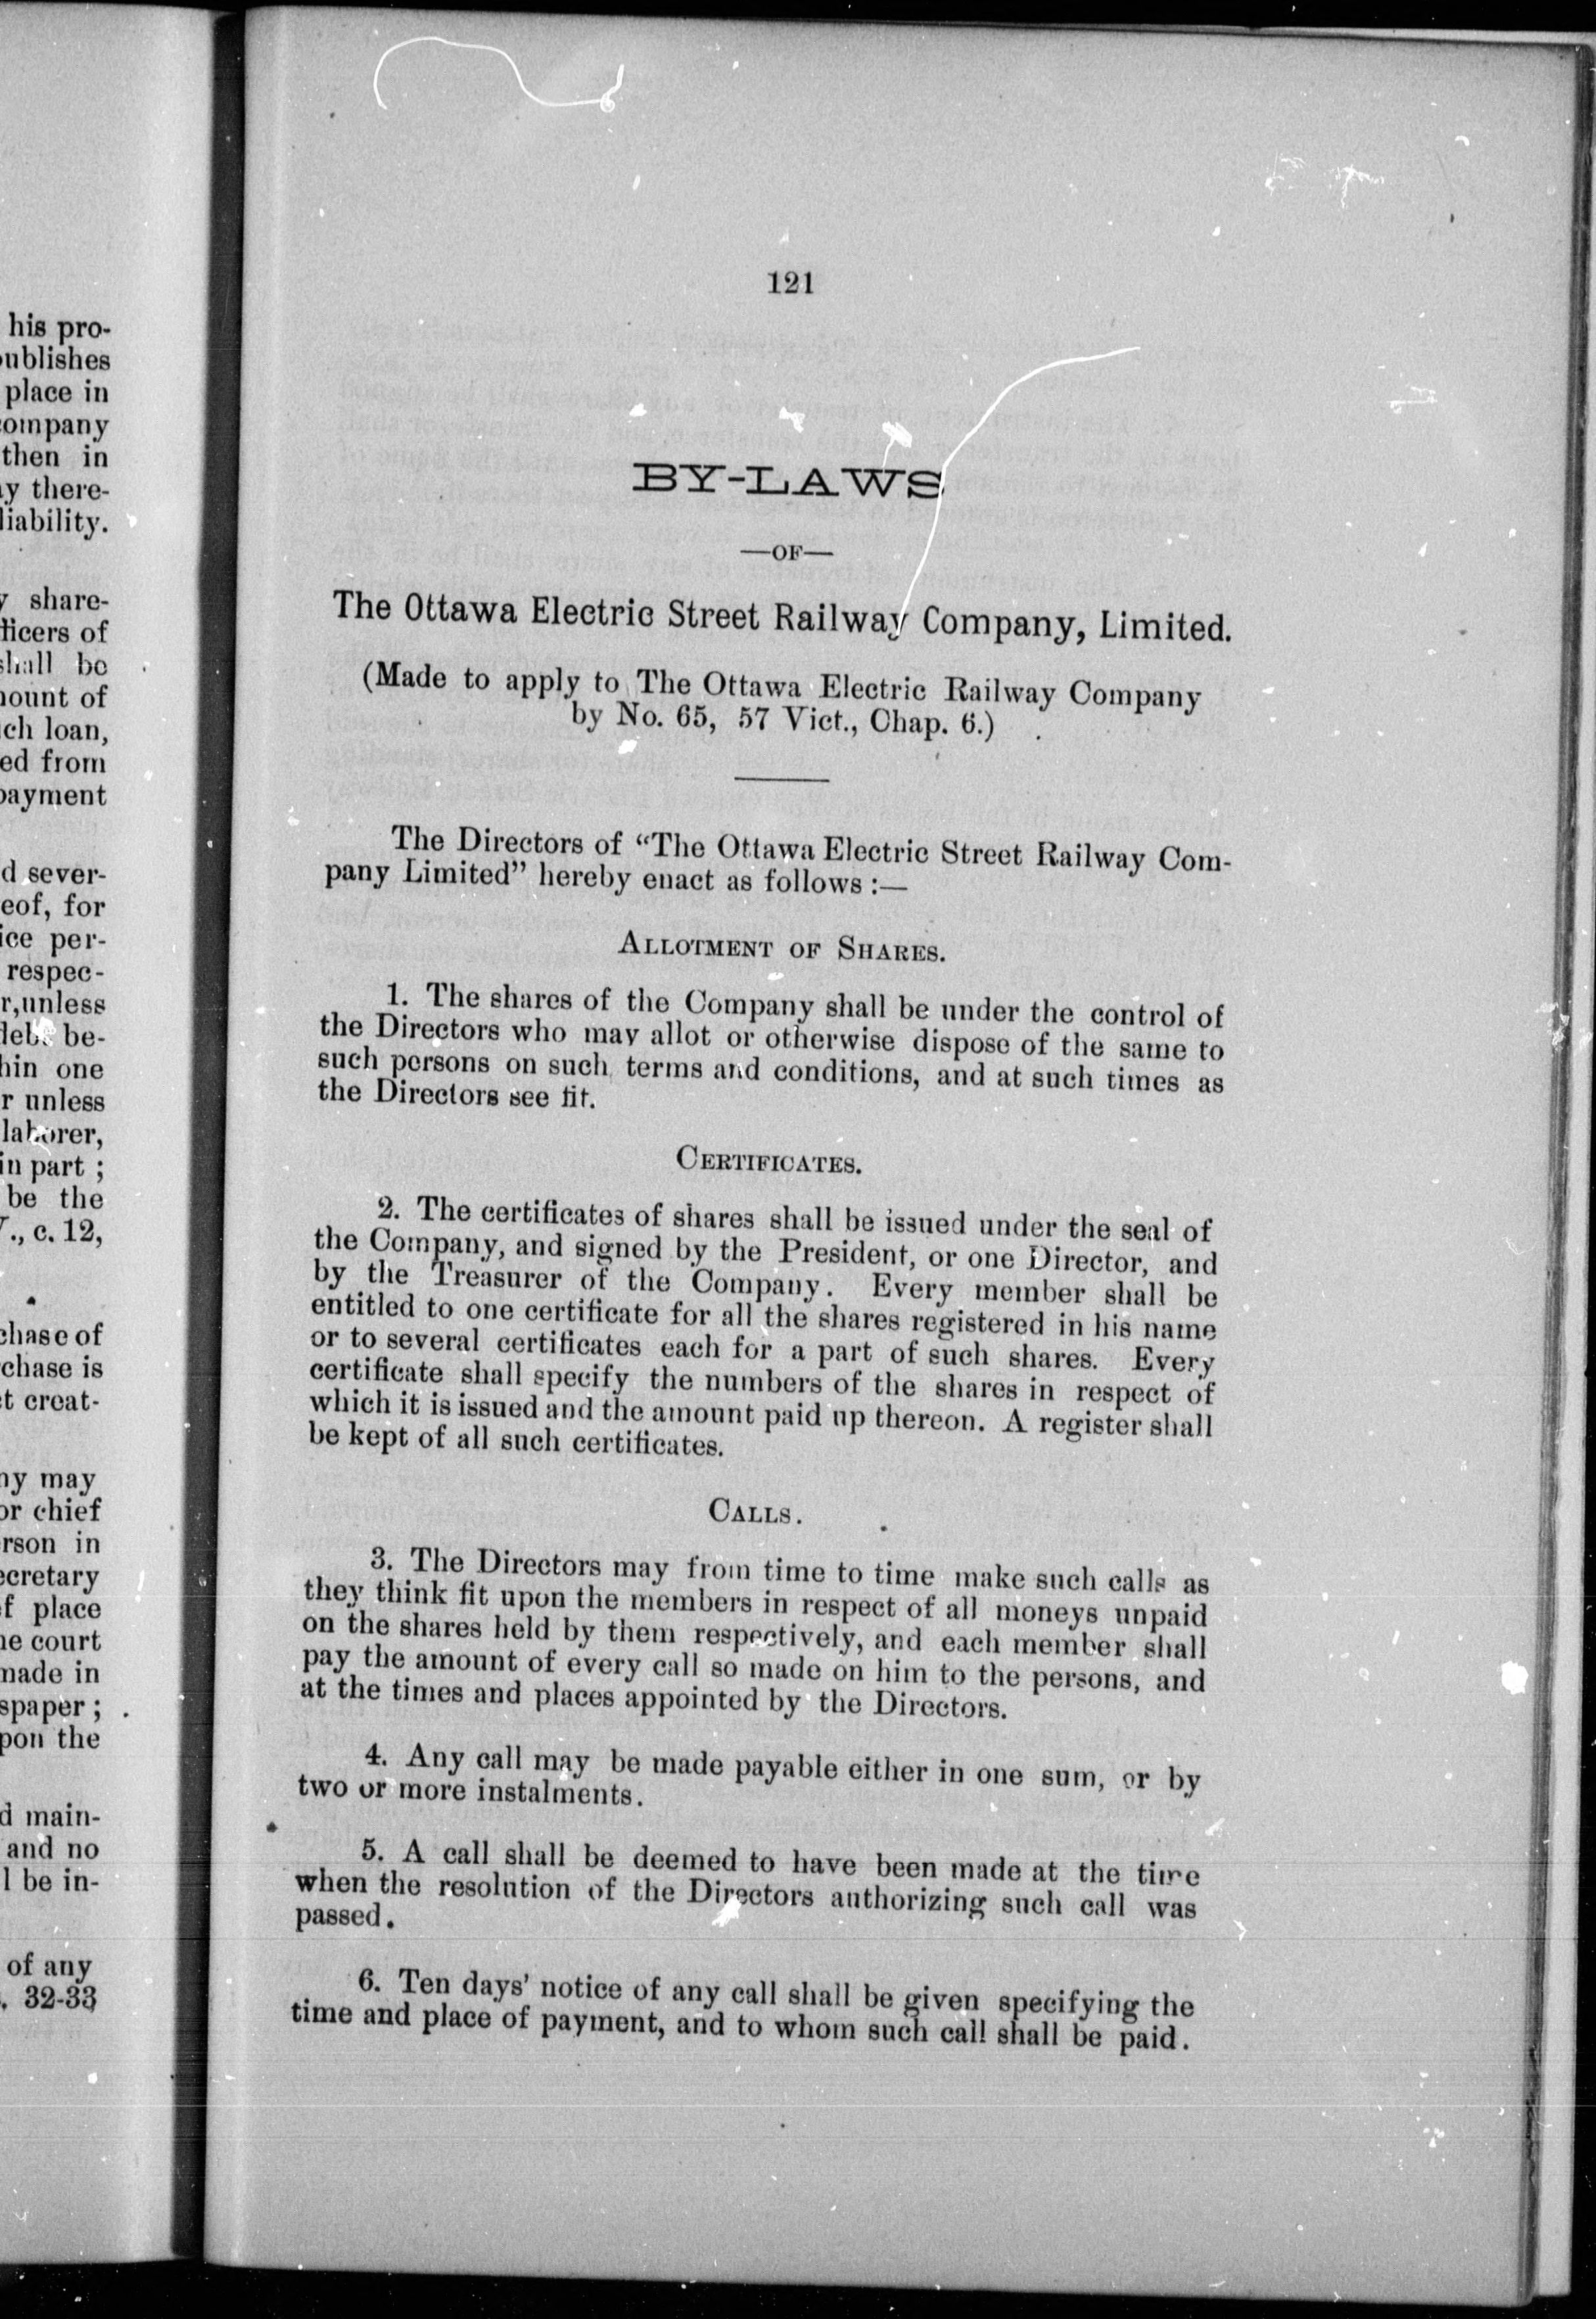 his pro-
publishes
place in
company
then in
there-
liability.
share-
officers of
shall be
amount of
such loan,
ed from
payment
d sever-
eof, for
ice per-
respec-
r, unless
debt be-
hin one
r unless
laborer,
in part ;
be the
., c. 12,
chase of
chase is
t creat-
ny may
or chief
erson in
ecretary
f place
he court
made in
spaper ;
pon the
d main-
and no
l be in-
of any
. 32-33
121
BY-LAWS
—OF—
The Ottawa Electric Street Railway Company, Limited.
(Made to apply to The Ottawa Electric Railway Company
by No. 65, 57 Vict., Chap. 6.)
The Directors of “The Ottawa Electric Street Railway Com-
pany Limited” hereby enact as follows :—
ALLOTMENT OF SHARES.
1. The shares of the Company shall be under the control of
the Directors who may allot or otherwise dispose of the same to
such persons on such terms and conditions, and at such times as
the Directors see fit.
CERTIFICATES.
2. The certificates of shares shall be issued under the seal of
the Company, and signed by the President, or one Director, and
by the Treasurer of the Company. Every member shall be
entitled to one certificate for all the shares registered in his name
or to several certificates each for a part of such shares. Every
certificate shall specify the numbers of the shares in respect of
which it is issued and the amount paid up thereon. A register shall
be kept of all such certificates.
CALLS.
3. The Directors may from time to time make such calls as
they think fit upon the members in respect of all moneys unpaid
on the shares held by them respectively, and each member shall
pay the amount of every call so made on him to the persons, and
at the times and places appointed by the Directors.
4. Any call may be made payable either in one sum, or by
two or more instalments.
5. A call shall be deemed to have been made at the time
when the resolution of the Directors authorizing such call was
passed.
6. Ten days' notice of any call shall be given specifying the
time and place of payment, and to whom such call shall be paid.